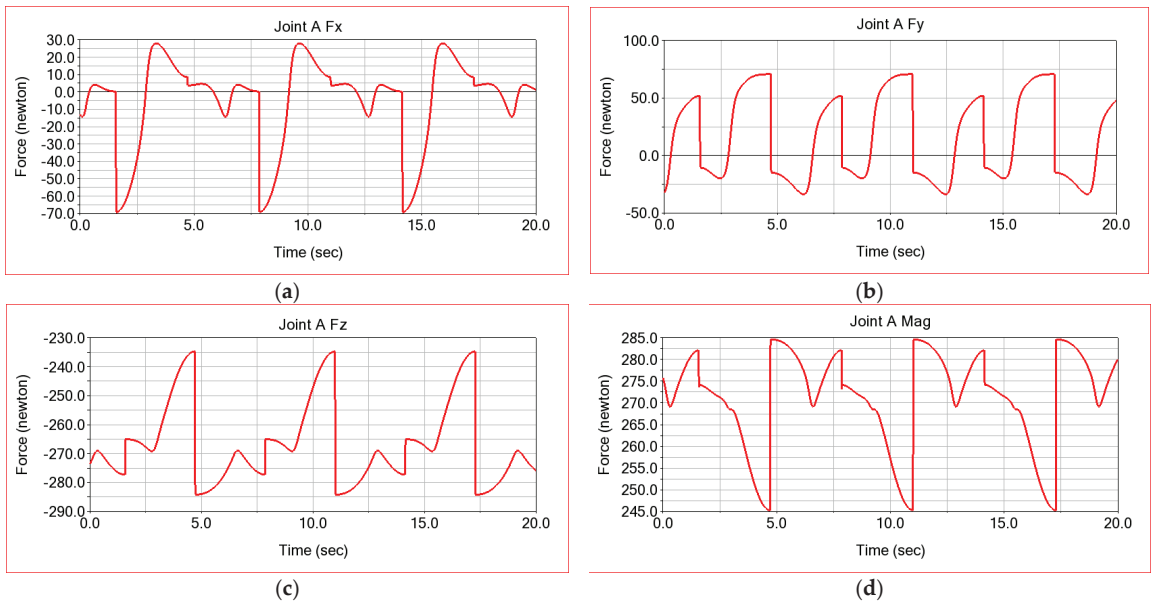 Joint A Fx
30.0
20.0
10.0
0.0
-10.0
-20.0
-30.0
-40.0
-50.0
-60.0
-70.0
Force (newton)
0.0 5.0 10.0 15.0 20.0
Time (sec)
(a)
Joint A Fy
100.0
50.0
0.0
-50.0
Force (newton)
0.0 5.0 10.0 15.0 20.0
Time (sec)
(b)
Joint A Fz
-230.0
-240.0
-250.0
-260.0
-270.0
-280.0
-290.0
Force (newton)
0.0 5.0 10.0 15.0 20.0
Time (sec)
(c)
Joint A Mag
285.0
280.0
275.0
270.0
265.0
260.0
255.0
250.0
245.0
Force (newton)
0.0 5.0 10.0 15.0 20.0
Time (sec)
(d)